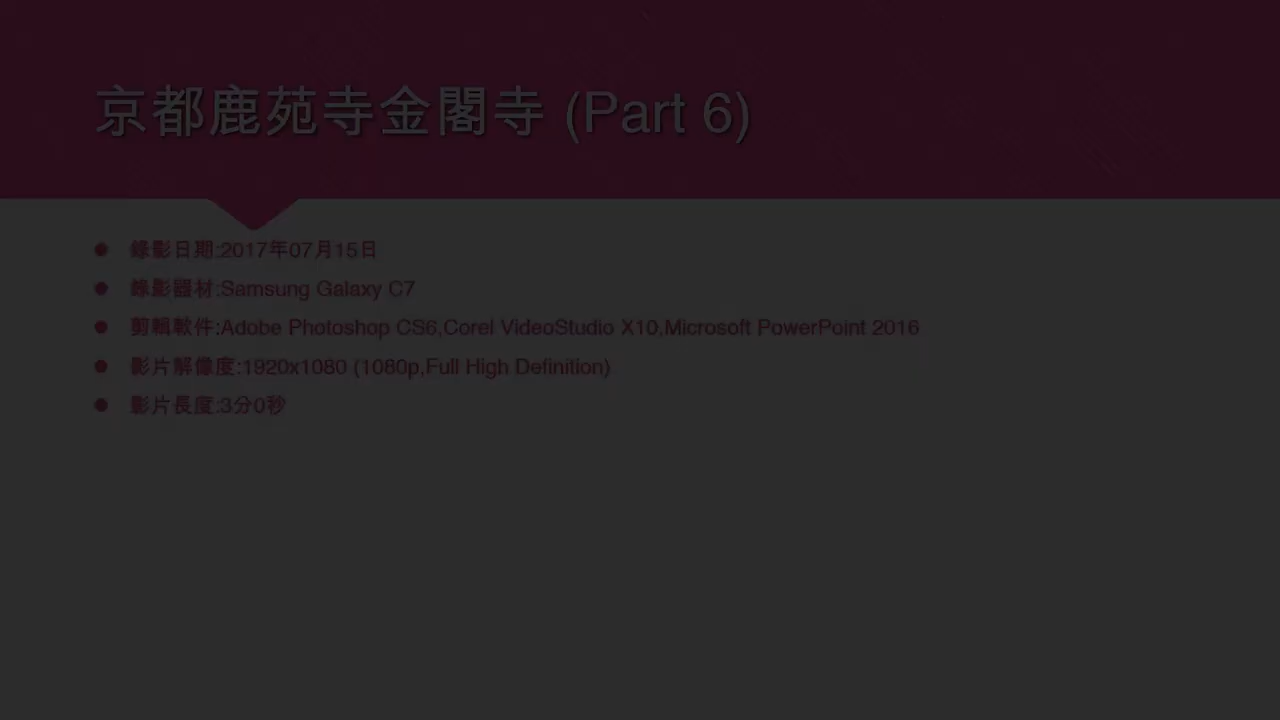 京都鹿苑寺金閣寺 (Part 6)
錄影日期:2017年07月15日
錄影器材:Samsung Galaxy C7
剪輯軟件:Adobe Photoshop CS6,Corel VideoStudio X10,Microsoft PowerPoint 2016
影片解像度:1920x1080 (1080p,Full High Definition)
影片長度:3分0秒